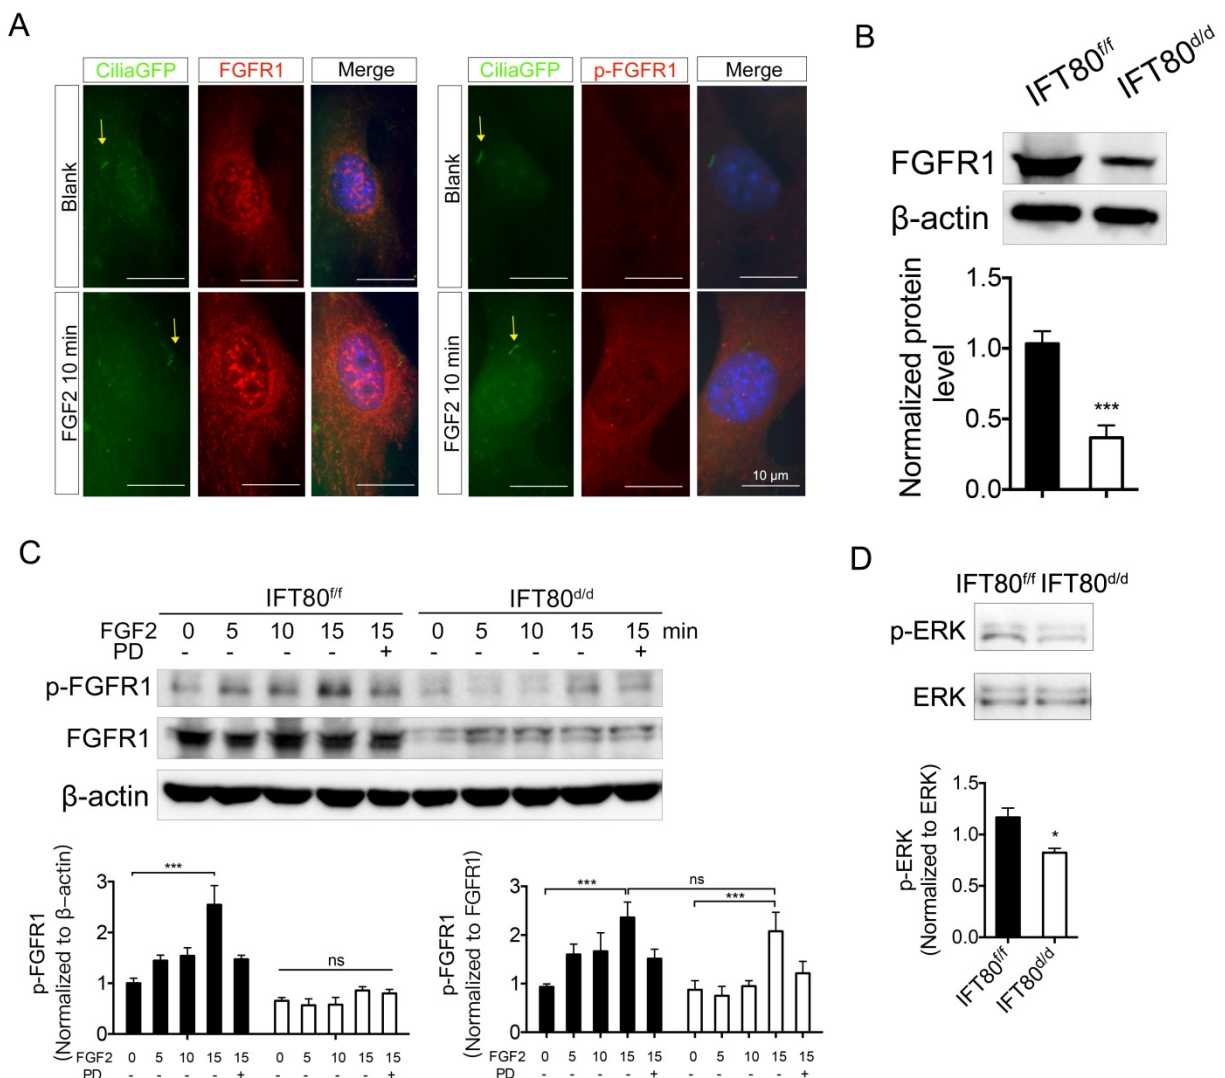 A
CiliaGFP FGFR1 Merge CiliaGFP p-FGFR1 Merge
Blank
Blank
FGF2 10 min
FGF2 10 min
10 µm
B
IFT80f/f IFT80d/d
FGFR1
β-actin
Normalized protein
level
1.5
1.0
0.5
0.0
***
C
IFT80f/f IFT80d/d
FGF2 0 5 10 15 15 0 5 10 15 15 min
PD - - - - + - - - - +
p-FGFR1
FGFR1
β-actin
p-FGFR1
(Normalized to β–actin)
3
2
1
0
***
ns
FGF2 0 5 10 15 15 0 5 10 15 15
PD - - - - + - - - - +
p-FGFR1
(Normalized to FGFR1)
3
2
1
0
***
ns
***
FGF2 0 5 10 15 15 0 5 10 15 15
PD - - - - + - - - - +
D
IFT80f/f IFT80d/d
p-ERK
ERK
p-ERK
(Normalized to ERK)
1.5
1.0
0.5
0.0
*
IFT80f/f
IFT80d/d